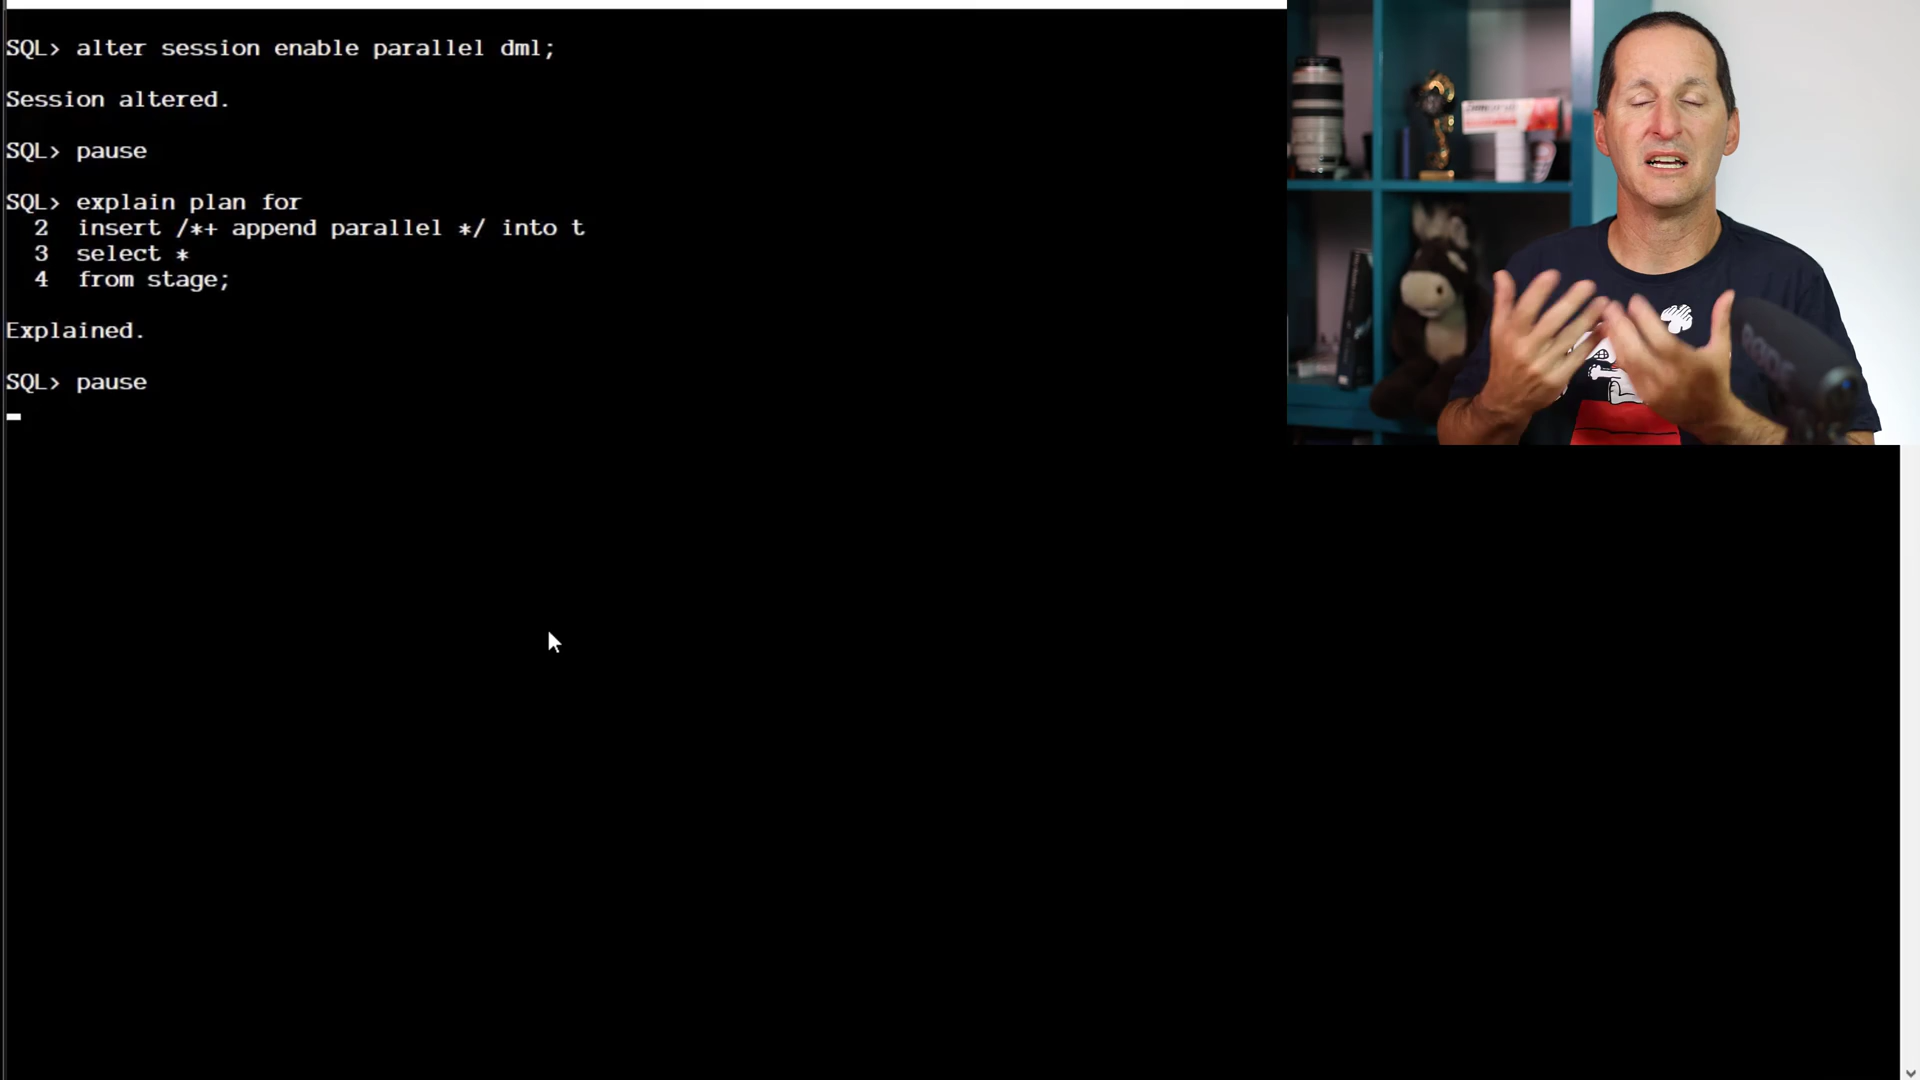 SQL> alter session enable parallel dml;
Session altered.
SQL> pause
SQL> explain plan for
2 insert /*+ append parallel */ into t
3 select *
4 from stage;
Explained.
SQL> pause
RØDE